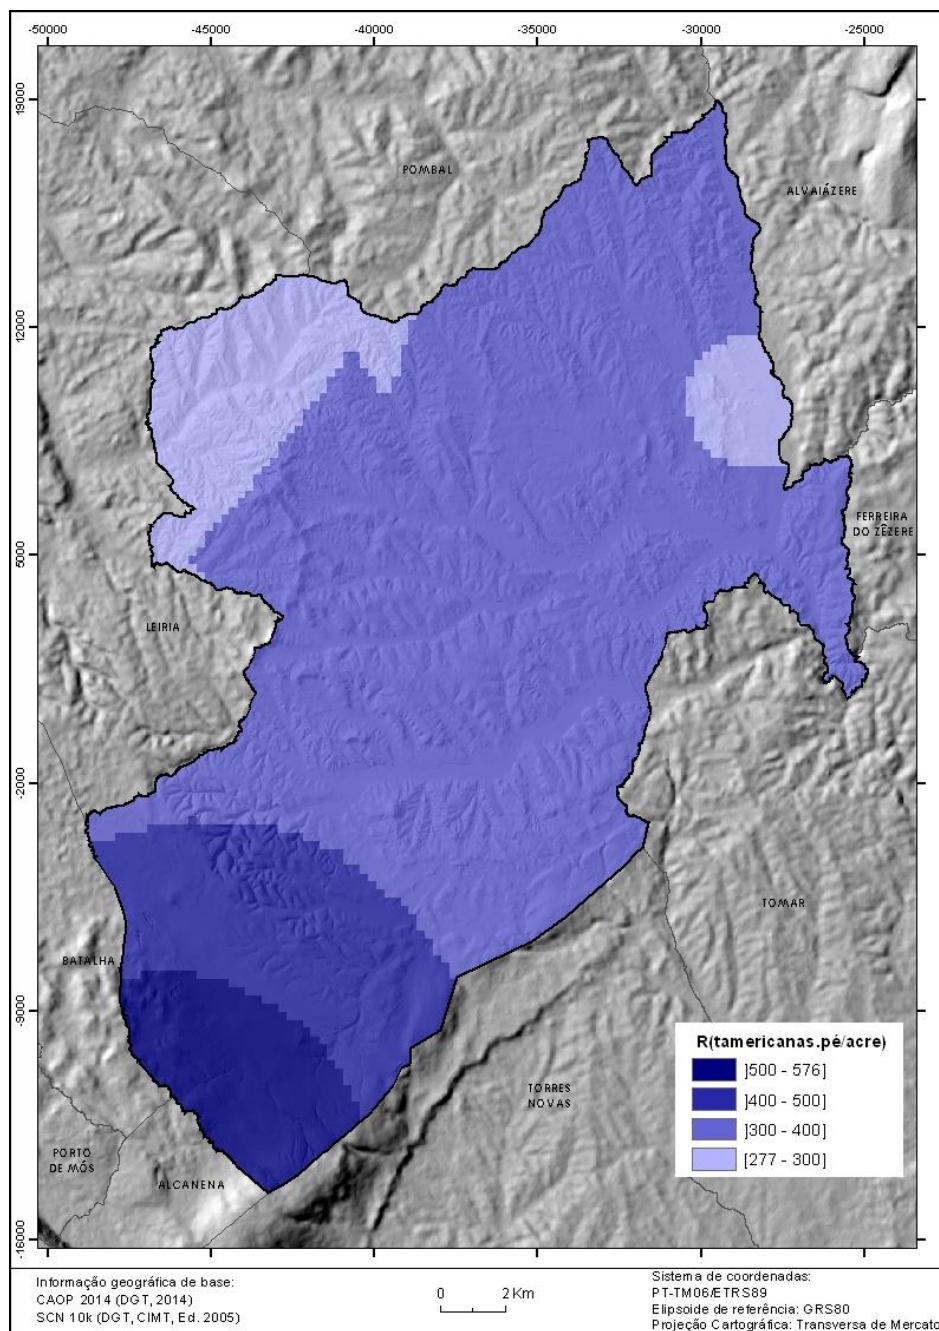 -50000 -45000 -40000 -35000 -30000 -25000
19000
POMBAL
ALVAIÁZERE
12000
FERREIRA
DO ZÊZERE
5000
LEIRIA
-2000
TOMAR
BATALHA
-9000
R(tamericanas.pé/acre)
]500 - 576]
]400 - 500]
]300 - 400]
[277 - 300]
TORRES
NOVAS
PORTO
DE MÓS
ALCANENA
-16000
Informação geográfica de base:
CAOP 2014 (DGT, 2014)
SCN 10k (DGT, CIMT, Ed. 2005)
0 2 Km
Sistema de coordenadas:
PT-TM06/ETRS89
Elipsoide de referência: GRS80
Projeção Cartográfica: Transversa de Mercato